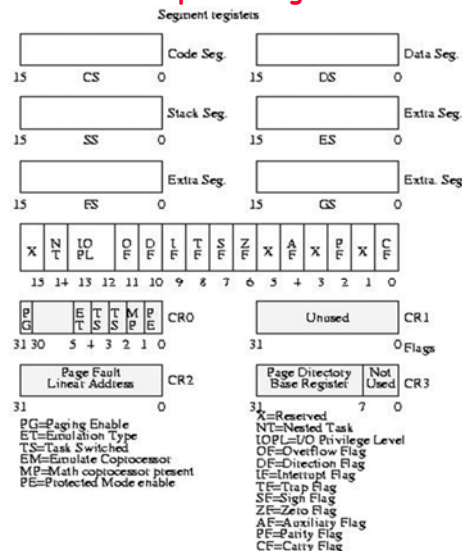 Segment registers
Code Seg.
Data Seg.
15 CS 0
15 DS 0
Stack Seg.
Extra Seg.
15 SS 0
15 ES 0
Extra Seg.
Extra. Seg
15 FS 0
15 GS 0
X NT IOPL OF DF IF TF SF ZF X AF X PF X CF
15 14 13 12 11 10 9 8 7 6 5 4 3 2 1 0
PG ET TS TS MP PE CR0
Unused CR1
31 30 5 4 3 2 1 0
31 0 Flags
Page Fault
Linear Address
CR2
Page Directory
Base Register
Not
Used
CR3
31 0
31 7 0
PG=Paging Enable
ET=Emulation Type
TS=Task Switched
EM=Emulate Coprocessor
MP=Math coprocessor present
PE=Protected Mode enable
X=Reserved
NT=Nested Task
IOPL=I/O Privilege Level
OF=Overflow Flag
DF=Direction Flag
IF=Interrupt Flag
TF=Trap Flag
SF=Sign Flag
ZF=Zero Flag
AF=Auxiliary Flag
PF=Parity Flag
CF=Carry Flag